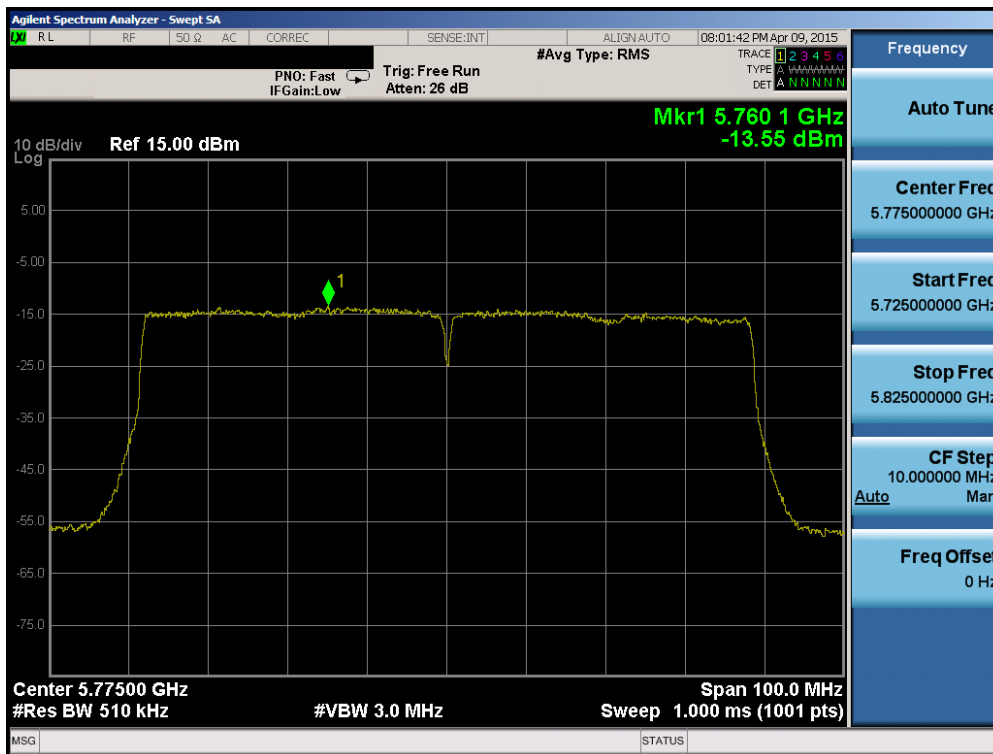 Agilent Spectrum Analyzer - Swept SA
LXI RL RF 50 Ω AC CORREC SENSE:INT ALIGN AUTO 08:01:42 PM Apr 09, 2015
#Avg Type: RMS TRACE 1 2 3 4 5 6
PNO: Fast Trig: Free Run TYPE A
IFGain:Low Atten: 26 dB DET A N N N N N
Mkr1 5.760 1 GHz
-13.55 dBm
10 dB/div Ref 15.00 dBm
Log
1
5.00
-5.00
-15.0
-25.0
-35.0
-45.0
-55.0
-65.0
-75.0
Center 5.77500 GHz Span 100.0 MHz
#Res BW 510 kHz #VBW 3.0 MHz Sweep 1.000 ms (1001 pts)
MSG STATUS
Frequency
Auto Tune
Center Freq
5.775000000 GHz
Start Freq
5.725000000 GHz
Stop Freq
5.825000000 GHz
CF Step
10.000000 MHz
Auto Man
Freq Offset
0 Hz